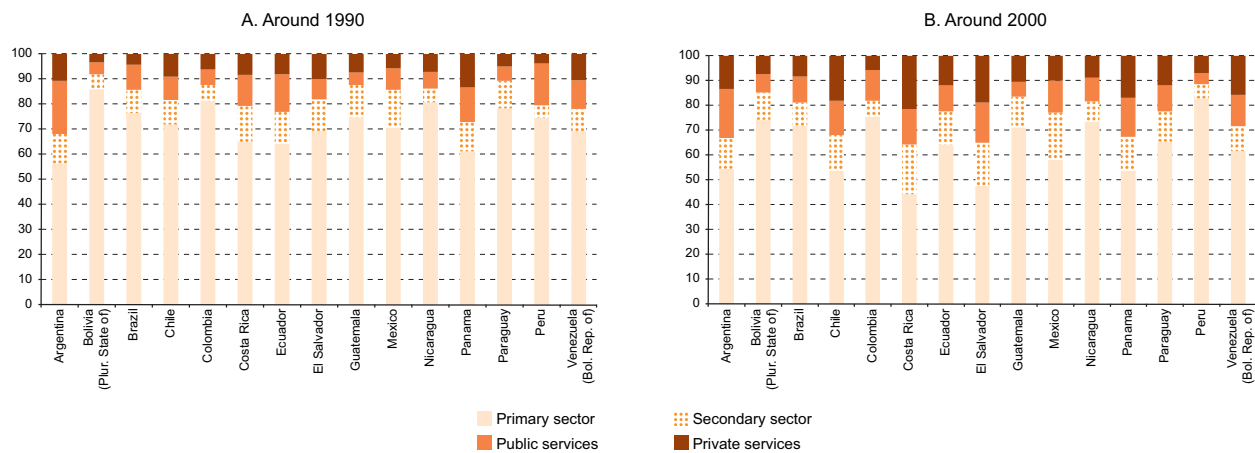 A. Around 1990
100
90
80
70
60
50
40
30
20
10
0
Argentina
Bolivia
(Plur. State of)
Brazil
Chile
Colombia
Costa Rica
Ecuador
El Salvador
Guatemala
Mexico
Nicaragua
Panama
Paraguay
Peru
Venezuela
(Bol. Rep. of)
B. Around 2000
100
90
80
70
60
50
40
30
20
10
0
Argentina
Bolivia
(Plur. State of)
Brazil
Chile
Colombia
Costa Rica
Ecuador
El Salvador
Guatemala
Mexico
Nicaragua
Panama
Paraguay
Peru
Venezuela
(Bol. Rep. of)
Primary sector
Secondary sector
Public services
Private services